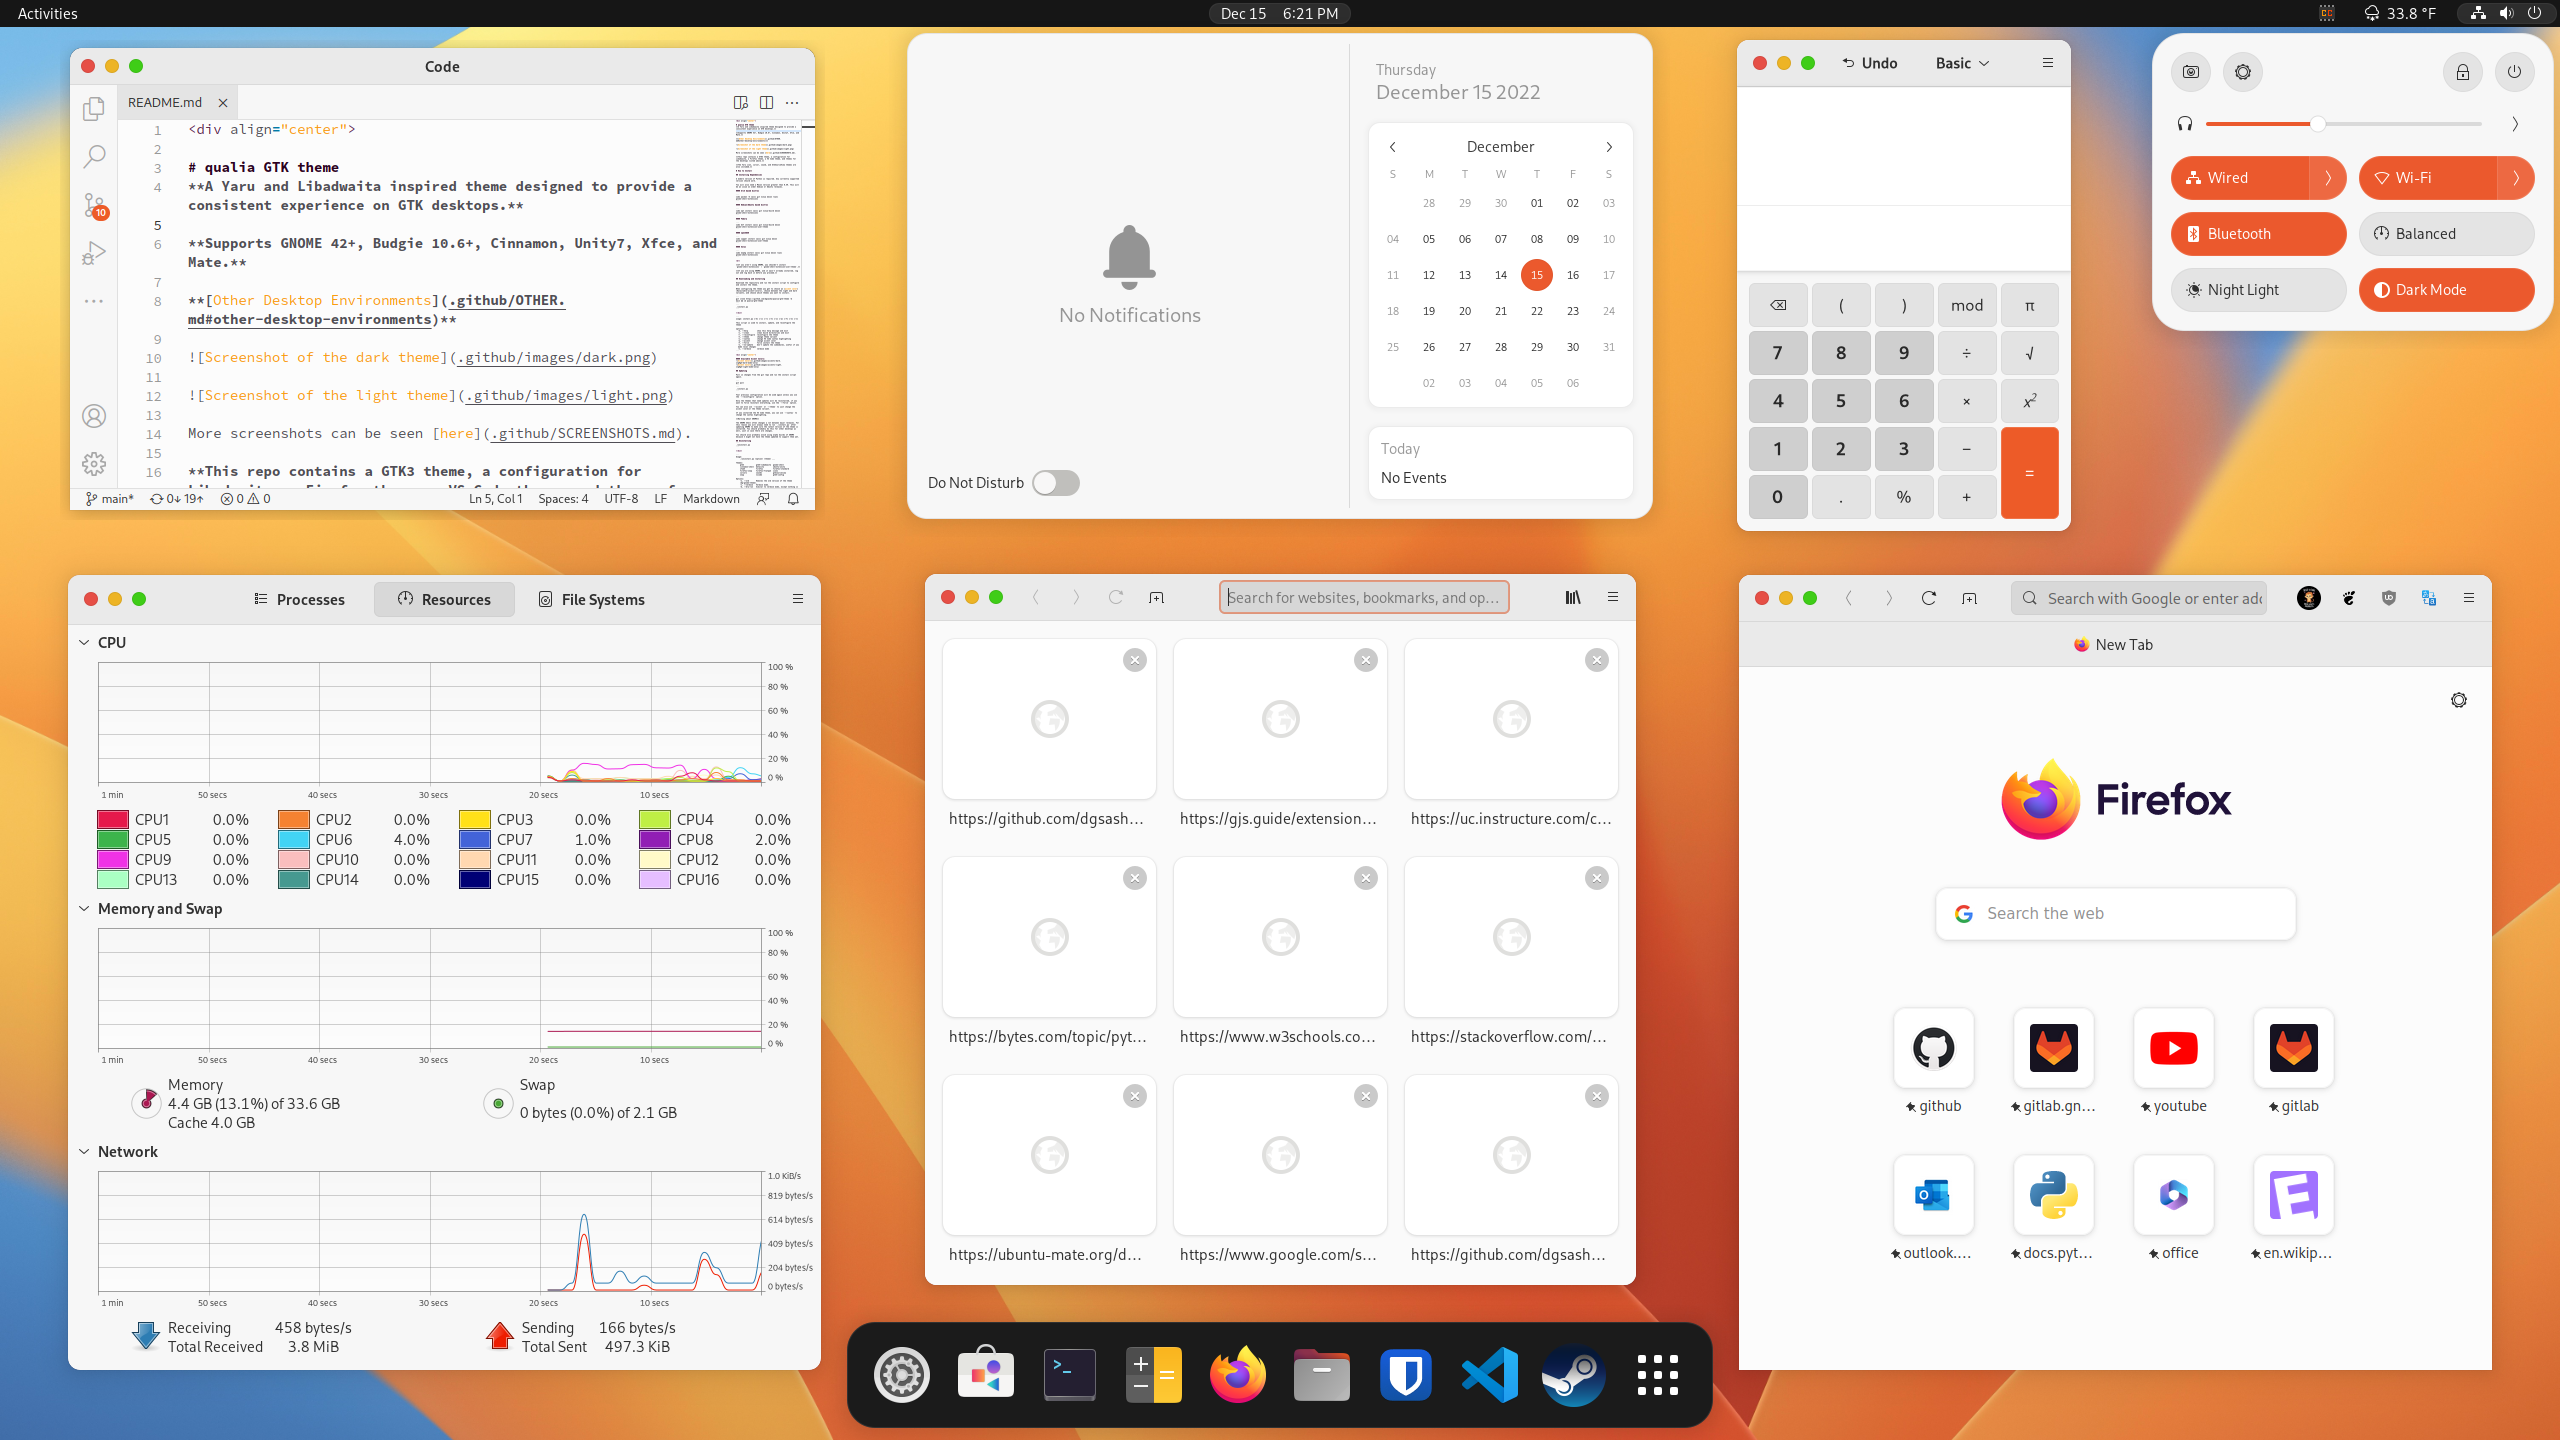 Activities
Dec 15 6:21 PM
33.8 °F
Code
README.md
1 <div align="center">
2
3 # qualia GTK theme
4 **A Yaru and Libadwaita inspired theme designed to provide a
consistent experience on GTK desktops.**
5
6 **Supports GNOME 42+, Budgie 10.6+, Cinnamon, Unity7, Xfce, and
Mate.**
7
8 **[Other Desktop Environments](.github/OTHER.
md#other-desktop-environments)**
9
10 ![Screenshot of the dark theme](.github/images/dark.png)
11
12 ![Screenshot of the light theme](.github/images/light.png)
13
14 More screenshots can be seen [here](.github/SCREENSHOTS.md).
15
16 **This repo contains a GTK3 theme, a configuration for
10
main* 0↓ 19↑ 0 0 Ln 5, Col 1 Spaces: 4 UTF-8 LF Markdown
No Notifications
Do Not Disturb
Thursday
December 15 2022
December
S M T W T F S
28 29 30 01 02 03
04 05 06 07 08 09 10
11 12 13 14 15 16 17
18 19 20 21 22 23 24
25 26 27 28 29 30 31
02 03 04 05 06
Today
No Events
Undo Basic
( ) mod π
7 8 9 ÷ √
4 5 6 × x²
1 2 3 − =
0 . % +
Wired Wi-Fi
Bluetooth Balanced
Night Light Dark Mode
Processes Resources File Systems
CPU
100 %
80 %
60 %
40 %
20 %
0 %
1 min 50 secs 40 secs 30 secs 20 secs 10 secs
CPU1 0.0% CPU2 0.0% CPU3 0.0% CPU4 0.0%
CPU5 0.0% CPU6 4.0% CPU7 1.0% CPU8 2.0%
CPU9 0.0% CPU10 0.0% CPU11 0.0% CPU12 0.0%
CPU13 0.0% CPU14 0.0% CPU15 0.0% CPU16 0.0%
Memory and Swap
100 %
80 %
60 %
40 %
20 %
0 %
1 min 50 secs 40 secs 30 secs 20 secs 10 secs
Memory
4.4 GB (13.1%) of 33.6 GB
Cache 4.0 GB
Swap
0 bytes (0.0%) of 2.1 GB
Network
1.0 KiB/s
819 bytes/s
614 bytes/s
409 bytes/s
204 bytes/s
0 bytes/s
1 min 50 secs 40 secs 30 secs 20 secs 10 secs
Receiving 458 bytes/s
Total Received 3.8 MiB
Sending 166 bytes/s
Total Sent 497.3 KiB
Search for websites, bookmarks, and op…
https://github.com/dgsash… https://gjs.guide/extension… https://uc.instructure.com/c…
https://bytes.com/topic/pyt… https://www.w3schools.co… https://stackoverflow.com/…
https://ubuntu-mate.org/d… https://www.google.com/s… https://github.com/dgsash…
Search with Google or enter add
New Tab
Firefox
Search the web
github gitlab.gn… youtube gitlab
outlook.… docs.pyt… office en.wikip…